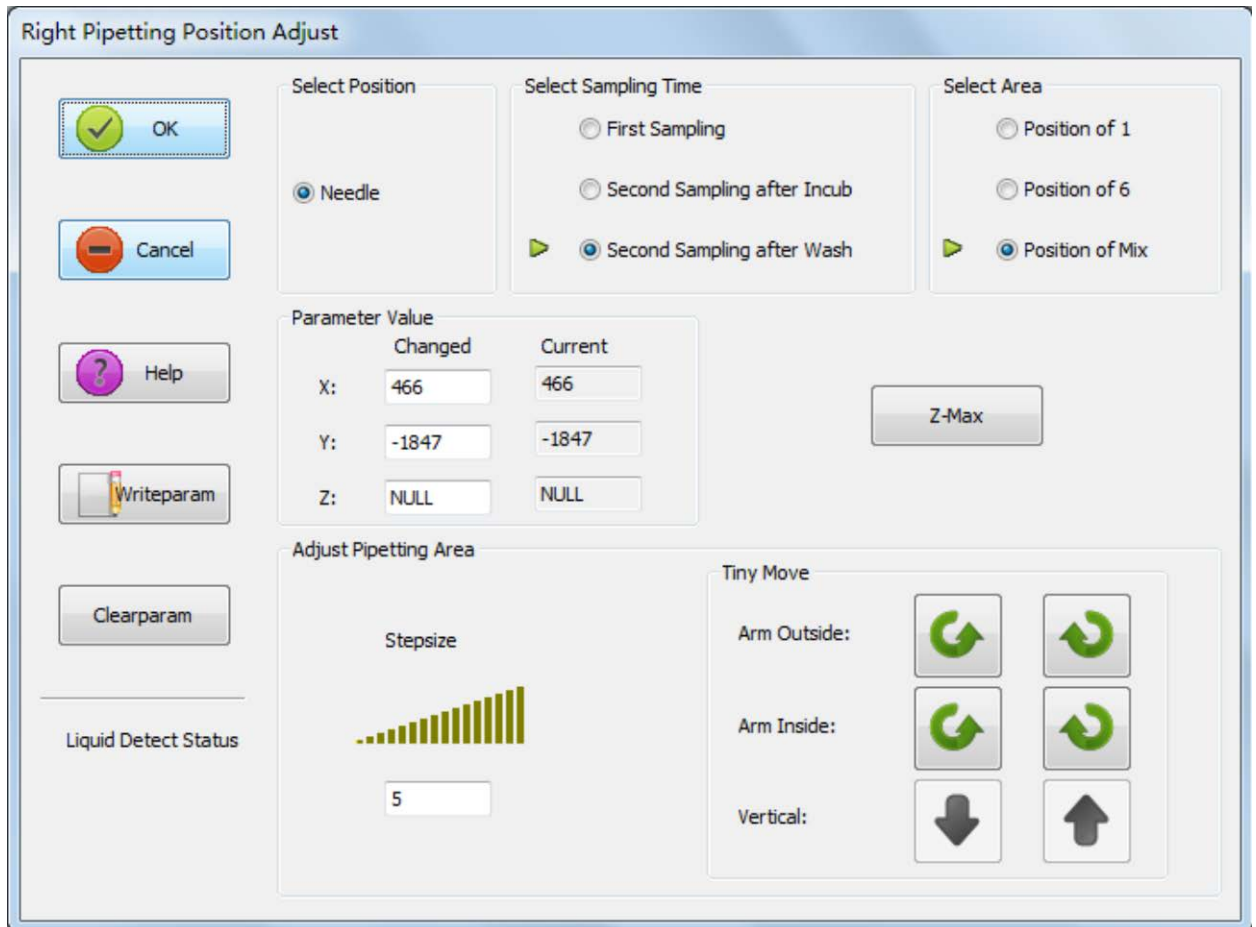 Right Pipetting Position Adjust
OK
Cancel
Help
Writeparam
Clearparam
Liquid Detect Status
Select Position
Needle
Select Sampling Time
First Sampling
Second Sampling after Incub
Second Sampling after Wash
Select Area
Position of 1
Position of 6
Position of Mix
Parameter Value
Changed Current
X: 466 466
Y: -1847 -1847
Z: NULL NULL
Z-Max
Adjust Pipetting Area
Stepsize
5
Tiny Move
Arm Outside:
Arm Inside:
Vertical: